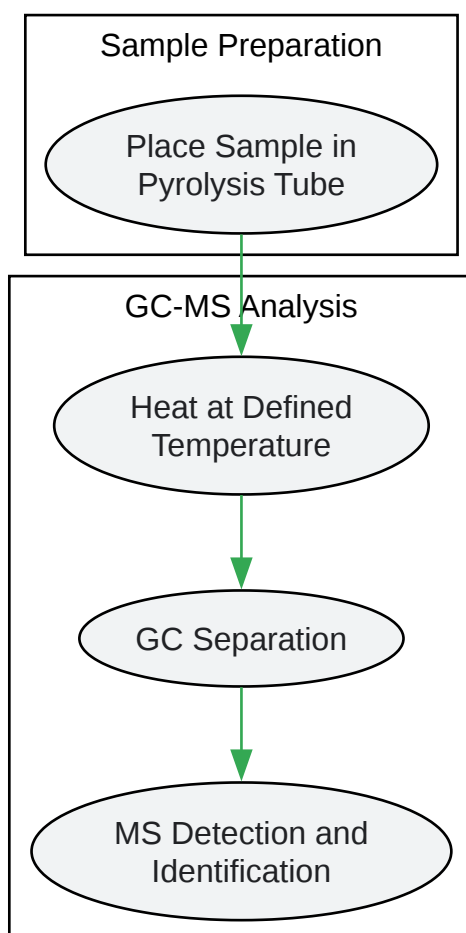 Sample Preparation
Place Sample in
Pyrolysis Tube
GC-MS Analysis
Heat at Defined
Temperature
GC Separation
MS Detection and
Identification